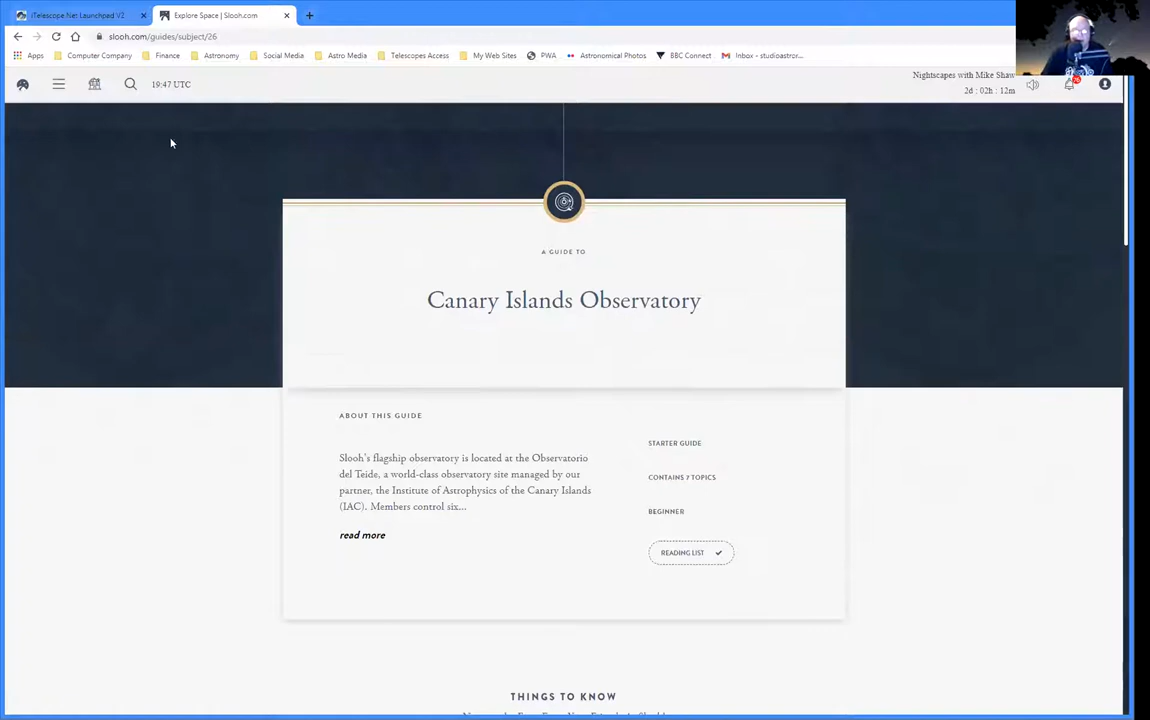 iTelescope.Net Launchpad V2
Explore Space | Slooh.com
slooh.com/guides/subject/26
Apps Computer Company Finance Astronomy Social Media Astro Media Telescopes Access My Web Sites PWA Astronomical Photos BBC Connect Inbox - studioastror...
19:47 UTC
Nightscapes with Mike Shaw
2d : 02h : 12m
A GUIDE TO
Canary Islands Observatory
ABOUT THIS GUIDE
Slooh's flagship observatory is located at the Observatorio
del Teide, a world-class observatory site managed by our
partner, the Institute of Astrophysics of the Canary Islands
(IAC). Members control six...
read more
STARTER GUIDE
CONTAINS 7 TOPICS
BEGINNER
READING LIST
THINGS TO KNOW